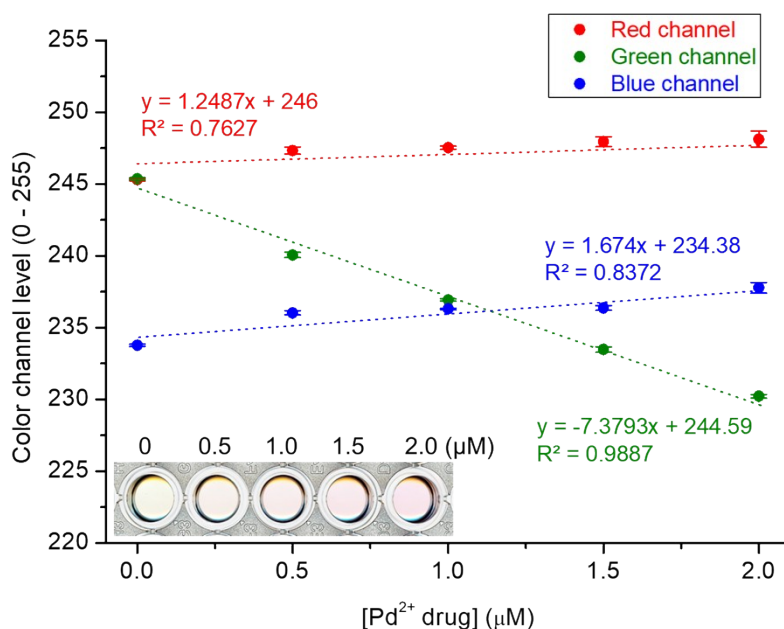 255
250
245
240
235
230
225
220
Color channel level (0 - 255)
Red channel
Green channel
Blue channel
y = 1.2487x + 246
R² = 0.7627
y = 1.674x + 234.38
R² = 0.8372
y = -7.3793x + 244.59
R² = 0.9887
0 0.5 1.0 1.5 2.0 (μM)
0.0 0.5 1.0 1.5 2.0
[Pd²⁺ drug] (μM)